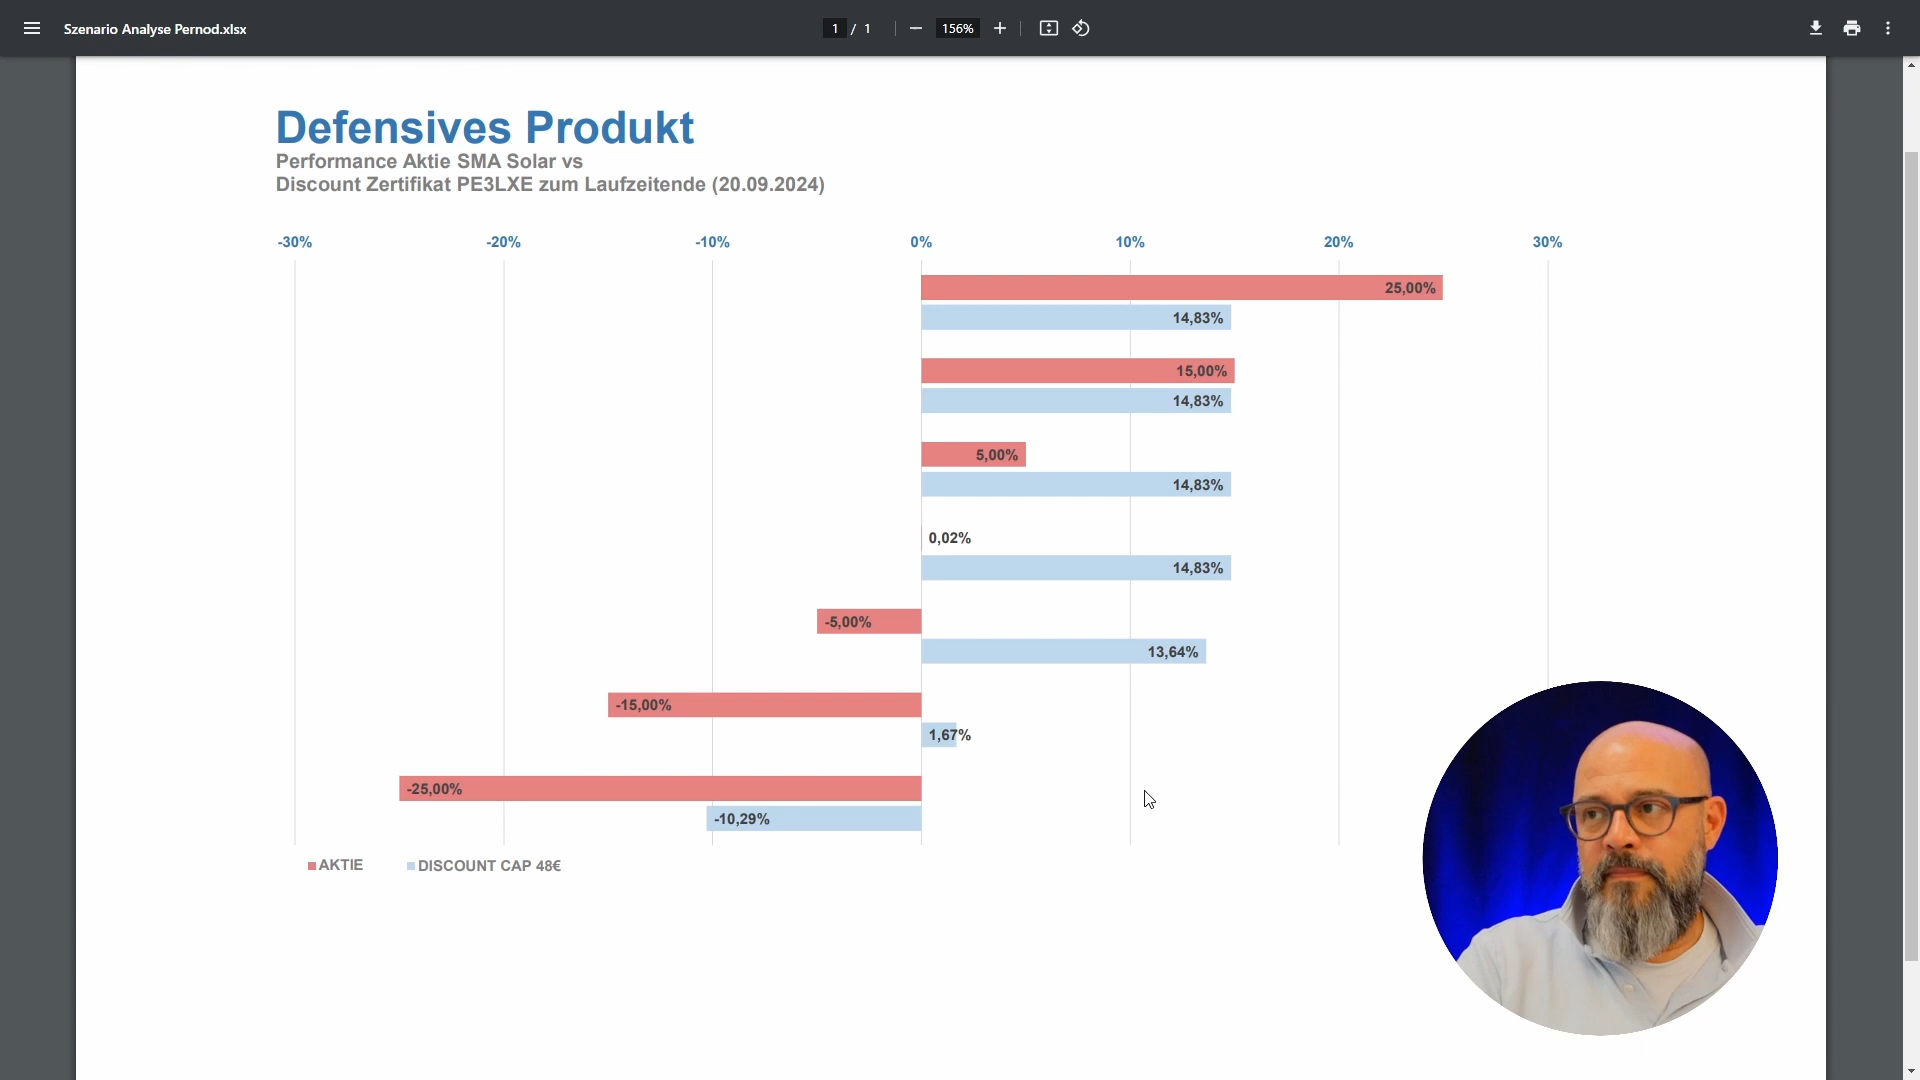 Szenario Analyse Pernod.xlsx
1 / 1
156%
Defensives Produkt
Performance Aktie SMA Solar vs
Discount Zertifikat PE3LXE zum Laufzeitende (20.09.2024)
-30% -20% -10% 0% 10% 20% 30%
25,00%
14,83%
15,00%
14,83%
5,00%
14,83%
0,02%
14,83%
-5,00%
13,64%
-15,00%
1,67%
-25,00%
-10,29%
AKTIE DISCOUNT CAP 48€